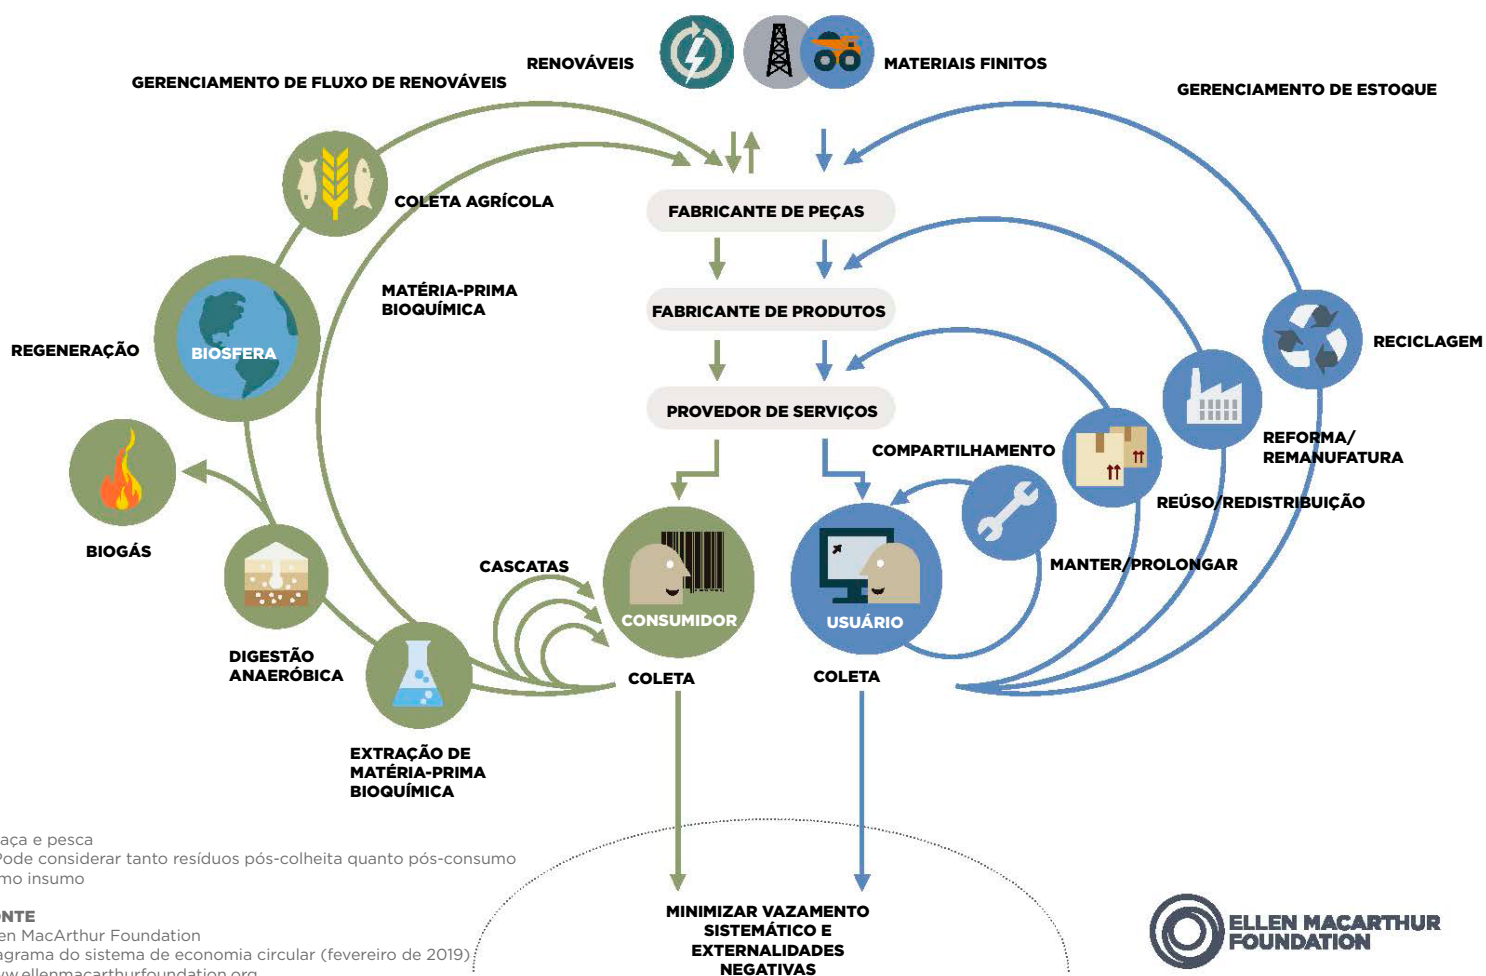 RENOVÁVEIS
MATERIAIS FINITOS
GERENCIAMENTO DE FLUXO DE RENOVÁVEIS
GERENCIAMENTO DE ESTOQUE
COLETA AGRÍCOLA
FABRICANTE DE PEÇAS
MATÉRIA-PRIMA
BIOQUÍMICA
FABRICANTE DE PRODUTOS
REGENERAÇÃO
BIOSFERA
RECICLAGEM
PROVEDOR DE SERVIÇOS
COMPARTILHAMENTO
REFORMA/
REMANUFATURA
REÚSO/REDISTRIBUIÇÃO
BIOGÁS
CASCATAS
MANTER/PROLONGAR
CONSUMIDOR
USUÁRIO
DIGESTÃO
ANAERÓBICA
COLETA
COLETA
EXTRAÇÃO DE
MATÉRIA-PRIMA
BIOQUÍMICA
aça e pesca
Pode considerar tanto resíduos pós-colheita quanto pós-consumo
mo insumo
ONTE
en MacArthur Foundation
agrama do sistema de economia circular (fevereiro de 2019)
ww.ellenmacarthurfoundation.org
MINIMIZAR VAZAMENTO
SISTEMÁTICO E
EXTERNALIDADES
NEGATIVAS
ELLEN MACARTHUR
FOUNDATION